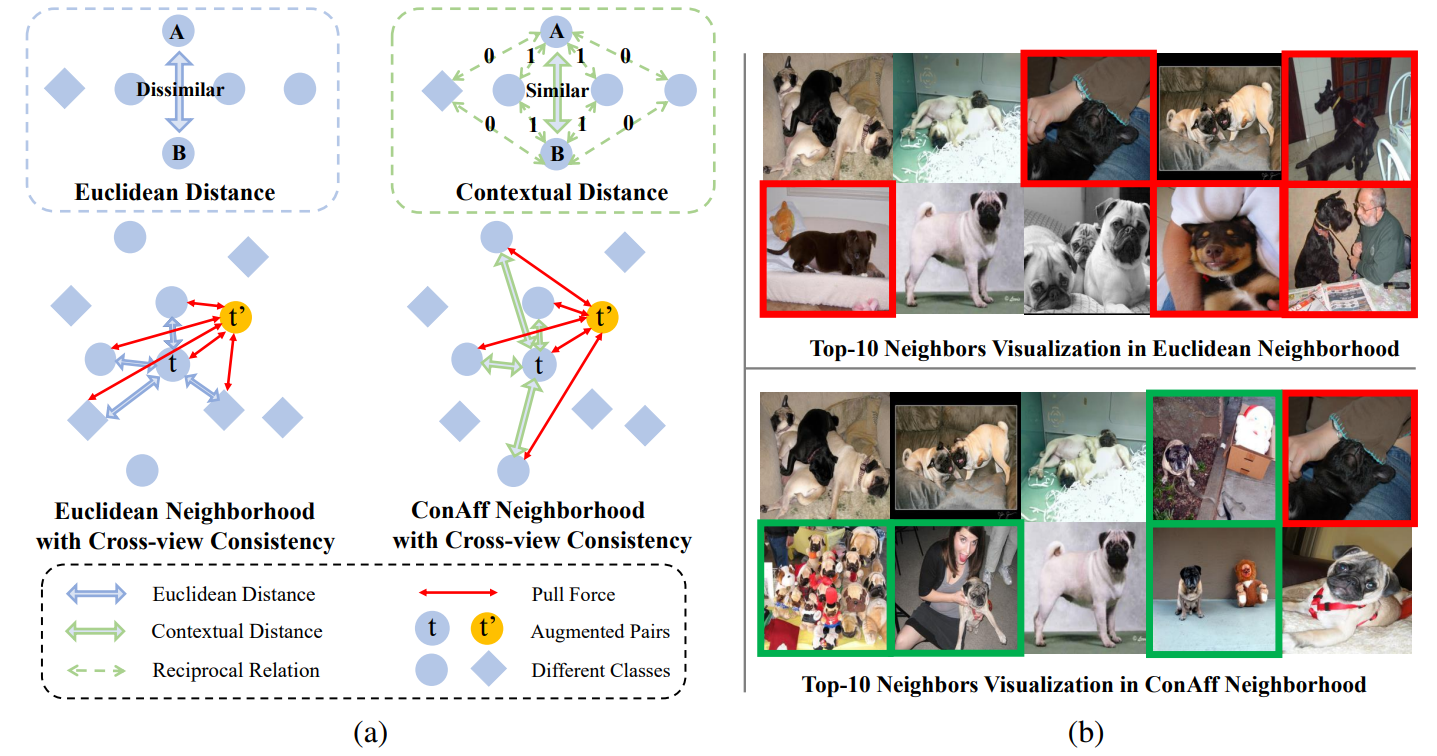 A
Dissimilar
B
Euclidean Distance
A
0 1 1 0
Similar
0 1 1 0
B
Contextual Distance
t'
t
Euclidean Neighborhood
with Cross-view Consistency
t'
t
ConAff Neighborhood
with Cross-view Consistency
Euclidean Distance
Pull Force
Contextual Distance
t t' Augmented Pairs
Reciprocal Relation
Different Classes
(a)
Top-10 Neighbors Visualization in Euclidean Neighborhood
Top-10 Neighbors Visualization in ConAff Neighborhood
(b)